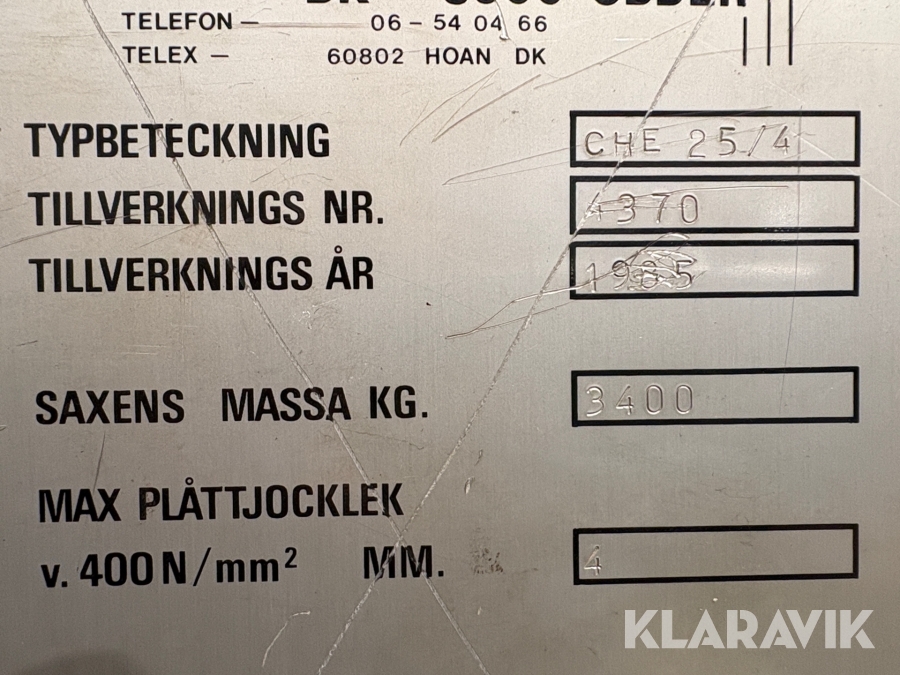 TELEFON — 06 - 54 04 66
TELEX — 60802 HOAN DK
TYPBETECKNING CHE 25/4
TILLVERKNINGS NR. 4370
TILLVERKNINGS ÅR
SAXENS MASSA KG. 3400
MAX PLÅTTJOCKLEK
v. 400 N/mm² MM. 4
KLARAVIK